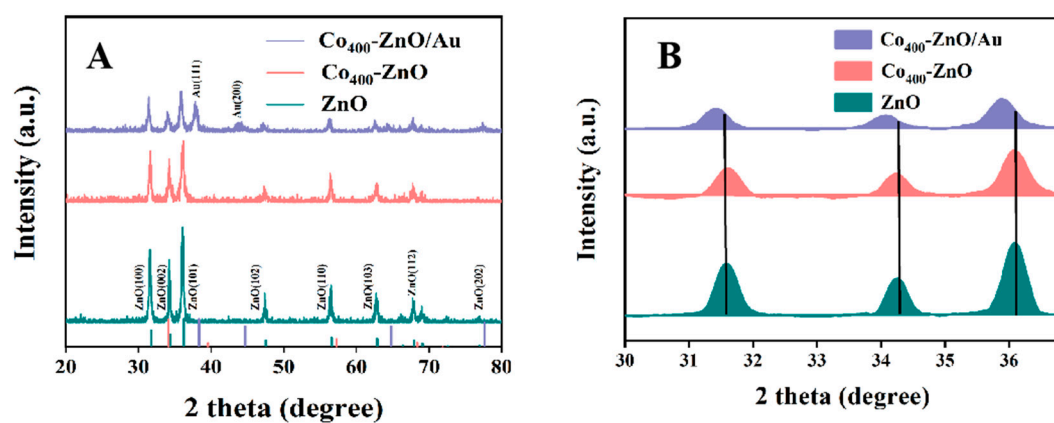 A
Co400-ZnO/Au
Co400-ZnO
ZnO
Au(111)
Au(200)
ZnO(100)
ZnO(002)
ZnO(101)
ZnO(102)
ZnO(110)
ZnO(103)
ZnO(112)
ZnO(202)
Intensity (a.u.)
20 30 40 50 60 70 80
2 theta (degree)
B
Co400-ZnO/Au
Co400-ZnO
ZnO
Intensity (a.u.)
30 31 32 33 34 35 36
2 theta (degree)